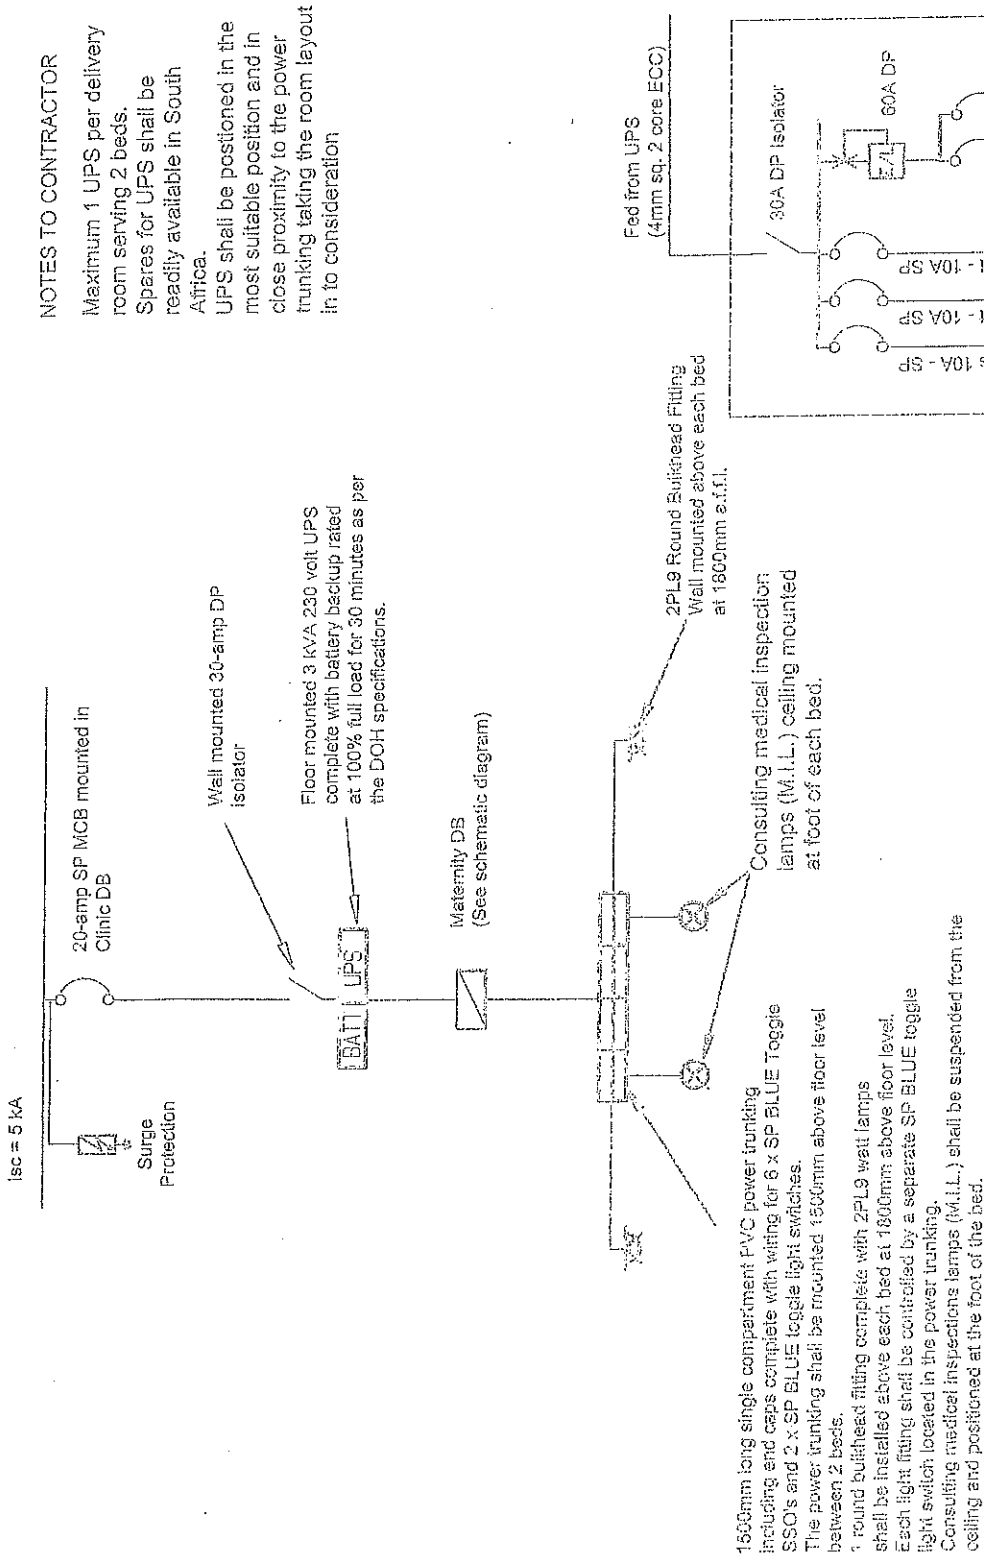 NOTES TO CONTRACTOR
Maximum 1 UPS per delivery
room serving 2 beds.
Spares for UPS shall be
readily available in South
Africa.
UPS shall be postioned in the
most suitable position and in
close proximity to the power
trunking taking the room layout
in to consideration
Isc = 5 kA
Surge
Protection
20-amp SP MCB mounted in
Clinic DB
Wall mounted 30-amp DP
isolator
Floor mounted 3 kVA 230 volt UPS
complete with battery backup rated
at 100% full load for 30 minutes as per
the DOH specifications.
BATT UPS
Maternity DB
(See schematic diagram)
2PL9 Round Bulkhead Fitting
Wall mounted above each bed
at 1800mm a.f.f.l.
Consulting medical inspection
lamps (M.I.L.) ceiling mounted
at foot of each bed.
1500mm long single compartment PVC power trunking
including end caps complete with wiring for 6 x SP BLUE Toggle
SSO's and 2 x SP BLUE toggle light switches.
The power trunking shall be mounted 1500mm above floor level
between 2 beds.
1 round bulkhead fitting complete with 2PL9 watt lamps
shall be installed above each bed at 1800mm above floor level.
Each light fitting shall be controlled by a separate SP BLUE toggle
light switch located in the power trunking.
Consulting medical inspections lamps (M.I.L.) shall be suspended from the
ceiling and positioned at the foot of the bed.
Fed from UPS
(4mm sq. 2 core ECC)
30A DP Isolator
E/L
60A DP
10A - SP
- 10A SP
- 10A SP